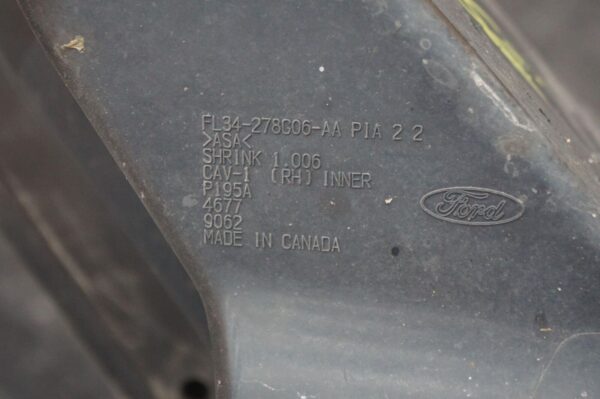 FL34-278G06-AA PIA 2 2
>ASA<
SHRINK 1.006
CAV-1 (RH) INNER
P195A
4677
9062
MADE IN CANADA
Ford